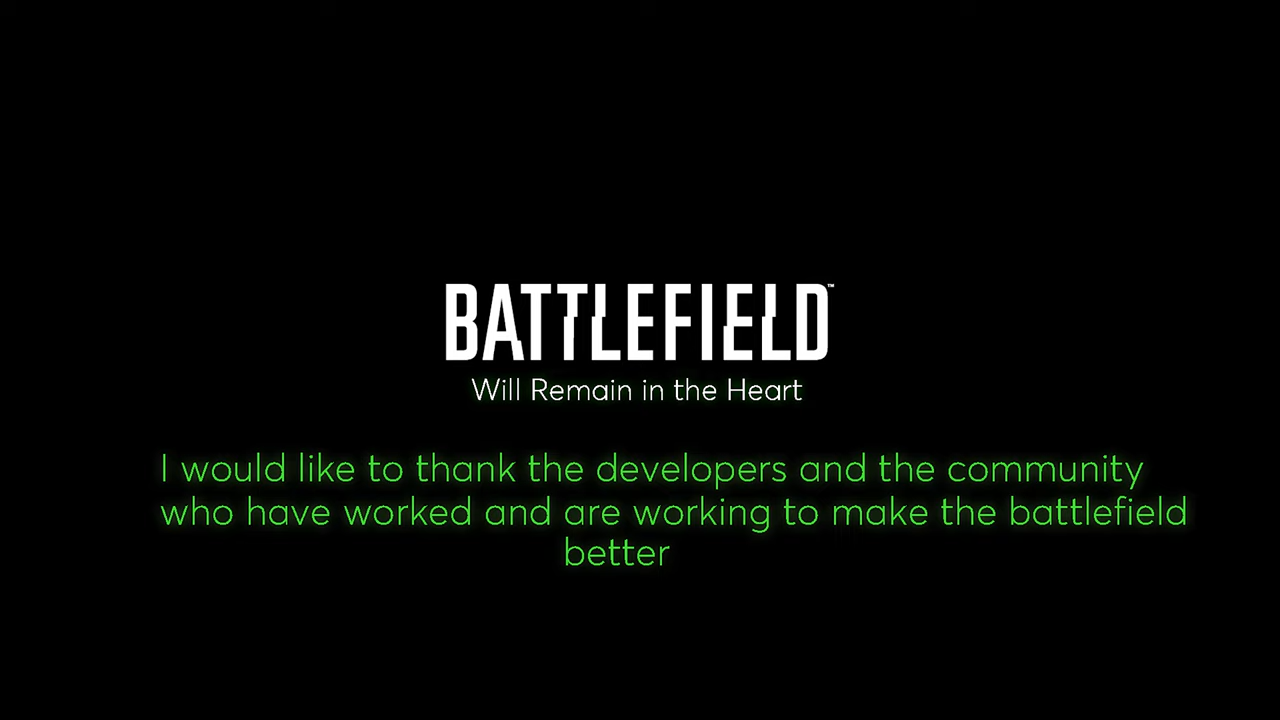 BATTLEFIELD™
Will Remain in the Heart
I would like to thank the developers and the community
who have worked and are working to make the battlefield
better